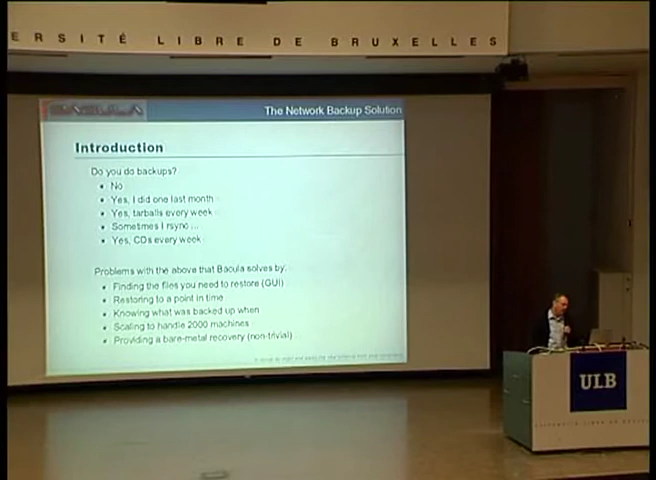 ERSITÉ LIBRE DE BRUXELLES
BACULA The Network Backup Solution
Introduction
Do you do backups?
• No
• Yes, I did one last month
• Yes, tarballs every week
• Sometimes I rsync ...
• Yes, CDs every week
Problems with the above that Bacula solves by:
• Finding the files you need to restore (GUI)
• Restoring to a point in time
• Knowing what was backed up when
• Scaling to handle 2000 machines
• Providing a bare-metal recovery (non-trivial)
ULB